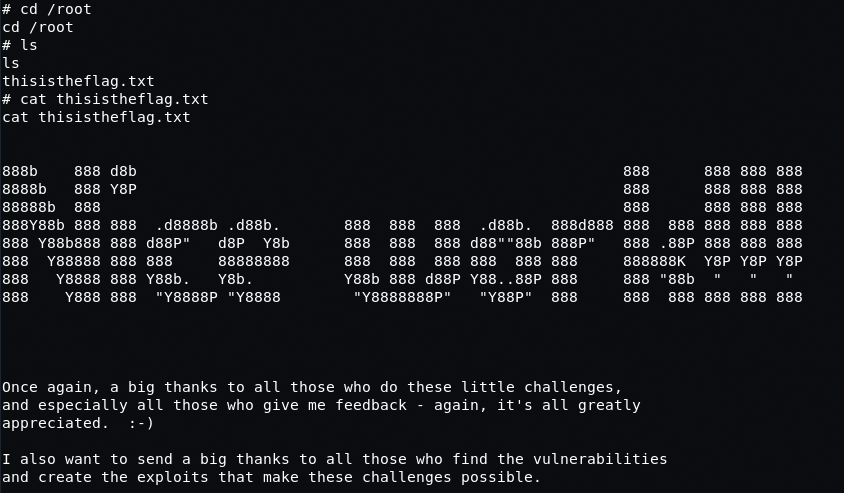 # cd /root
cd /root
# ls
ls
thisistheflag.txt
# cat thisistheflag.txt
cat thisistheflag.txt
888b    888 d8b                                                      888      888 888 888
8888b   888 Y8P                                                      888      888 888 888
88888b  888                                                          888      888 888 888
888Y88b 888 888  .d8888b .d88b.       888  888  888  .d88b.  888d888 888  888 888 888 888
888 Y88b888 888 d88P"   d8P  Y8b      888  888  888 d88""88b 888P"   888 .88P 888 888 888
888  Y88888 888 888     88888888      888  888  888 888  888 888     888888K  Y8P Y8P Y8P
888   Y8888 888 Y88b.   Y8b.          Y88b 888 d88P Y88..88P 888     888 "88b  "   "   "
888    Y888 888  "Y8888P "Y8888        "Y8888888P"   "Y88P"  888     888  888 888 888 888
Once again, a big thanks to all those who do these little challenges,
and especially all those who give me feedback - again, it's all greatly
appreciated.  :-)
I also want to send a big thanks to all those who find the vulnerabilities
and create the exploits that make these challenges possible.